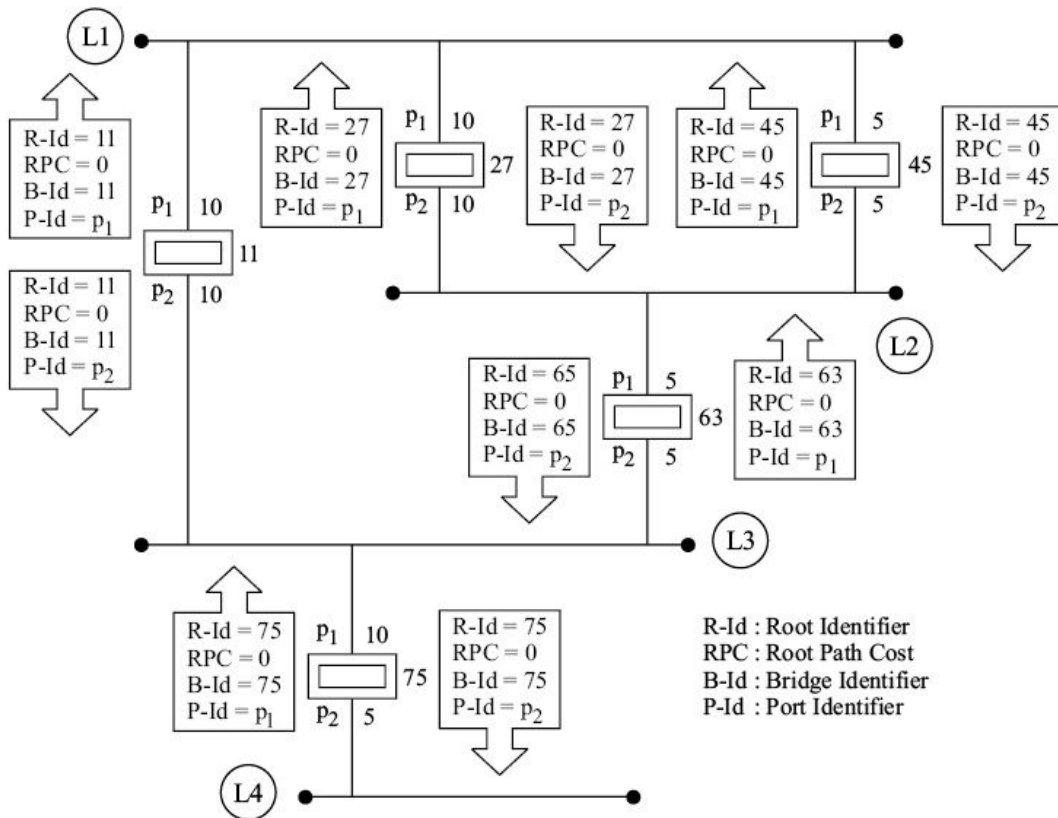 L1
R-Id = 11
RPC = 0
B-Id = 11
P-Id = p1
p1 10
11
p2 10
R-Id = 11
RPC = 0
B-Id = 11
P-Id = p2
R-Id = 27
RPC = 0
B-Id = 27
P-Id = p1
p1 10
27
p2 10
R-Id = 27
RPC = 0
B-Id = 27
P-Id = p2
R-Id = 45
RPC = 0
B-Id = 45
P-Id = p1
p1 5
45
p2 5
R-Id = 45
RPC = 0
B-Id = 45
P-Id = p2
L2
R-Id = 65
RPC = 0
B-Id = 65
P-Id = p2
p1 5
63
p2 5
R-Id = 63
RPC = 0
B-Id = 63
P-Id = p1
L3
R-Id = 75
RPC = 0
B-Id = 75
P-Id = p1
p1 10
75
p2 5
R-Id = 75
RPC = 0
B-Id = 75
P-Id = p2
R-Id : Root Identifier
RPC : Root Path Cost
B-Id : Bridge Identifier
P-Id : Port Identifier
L4